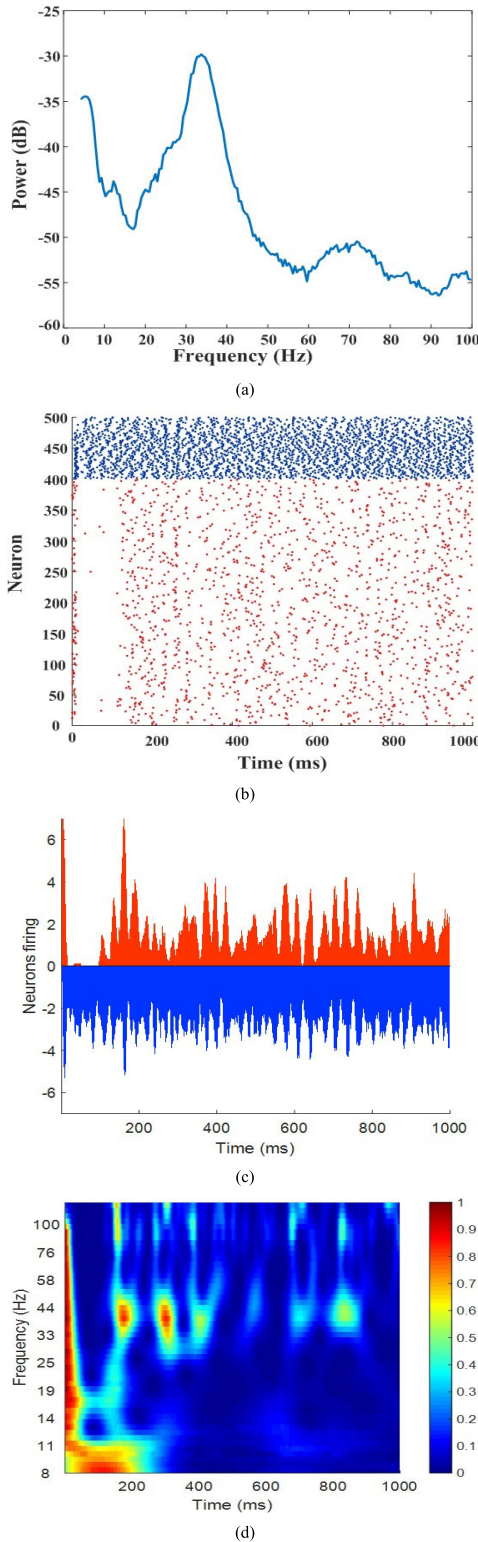 -25
-30
-35
-40
-45
-50
-55
-60
Power (dB)
0 10 20 30 40 50 60 70 80 90 100
Frequency (Hz)
(a)
500
450
400
350
300
250
200
150
100
50
0
Neuron
0 200 400 600 800 1000
Time (ms)
(b)
6
4
2
0
-2
-4
-6
Neurons firing
200 400 600 800 1000
Time (ms)
(c)
100
76
58
44
33
25
19
14
11
8
Frequency (Hz)
200 400 600 800 1000
Time (ms)
1
0.9
0.8
0.7
0.6
0.5
0.4
0.3
0.2
0.1
0
(d)